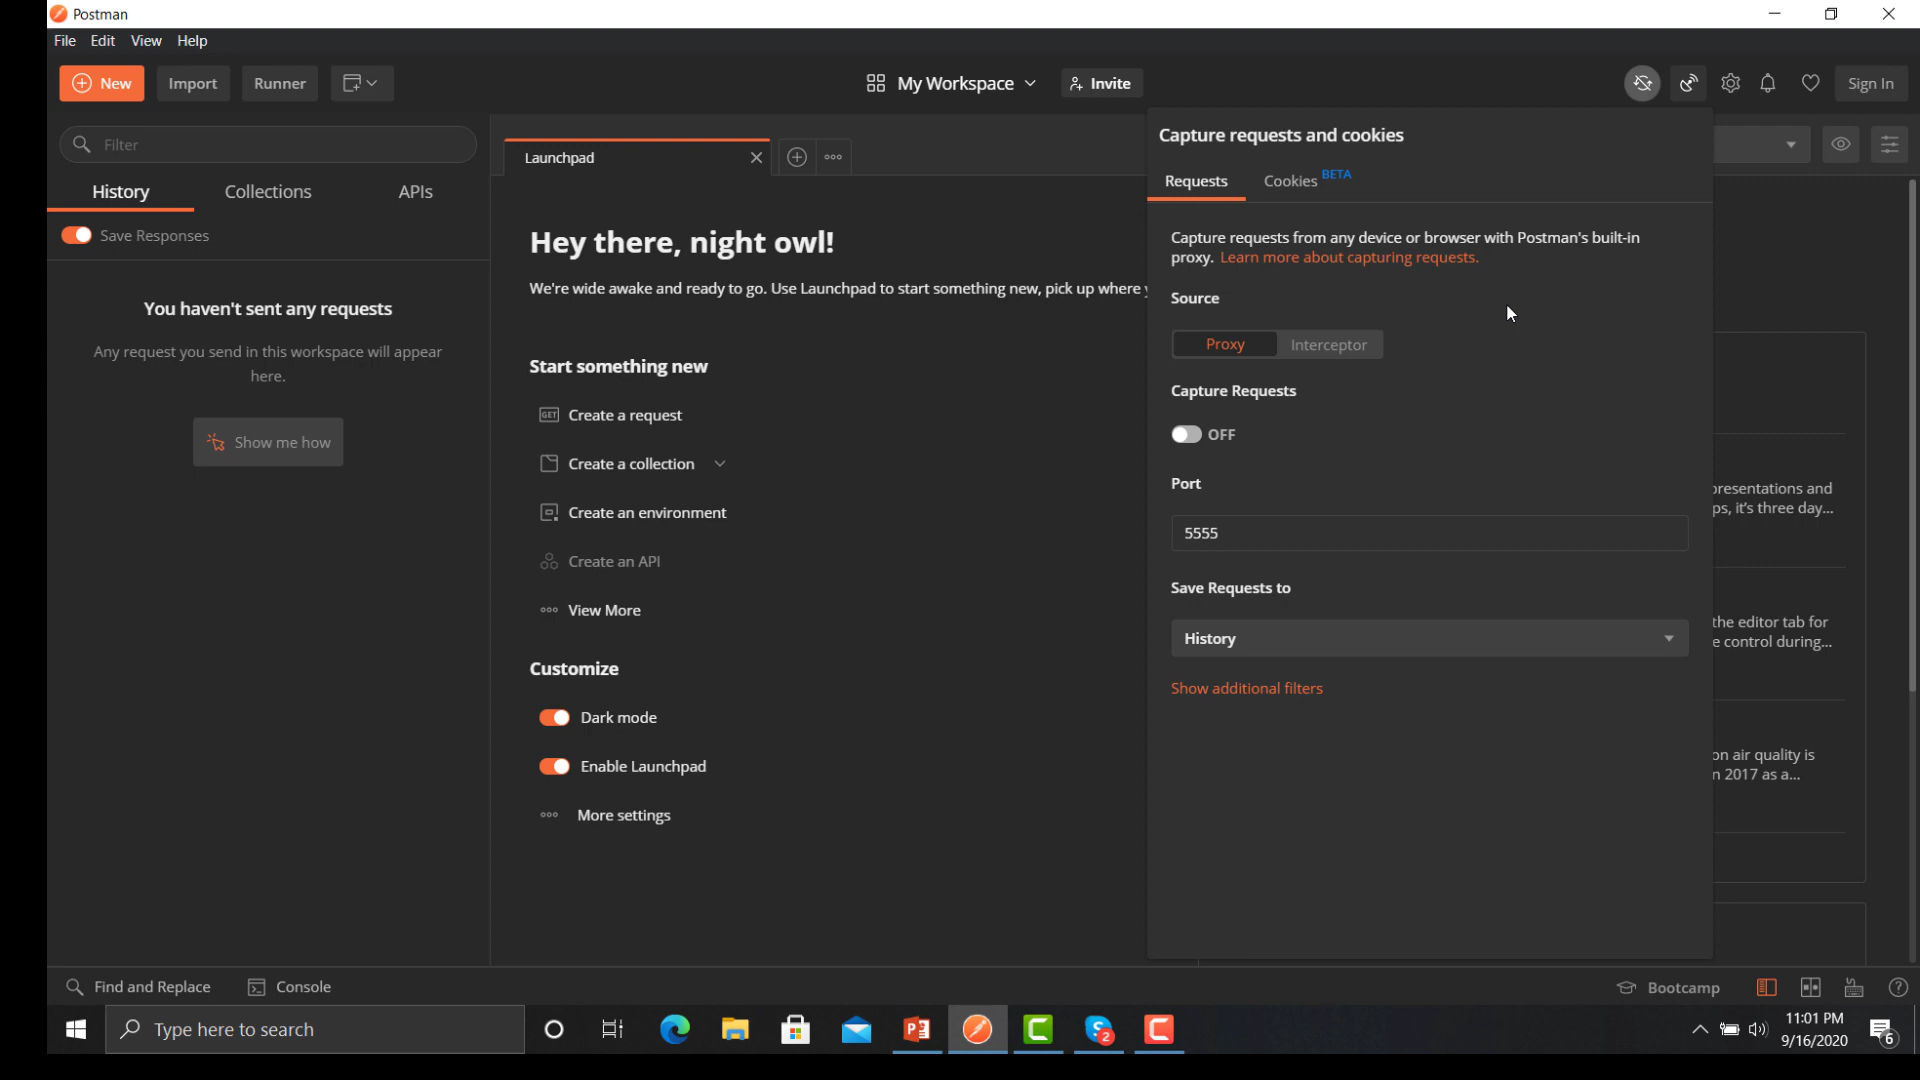 Postman
File Edit View Help
New Import Runner
My Workspace
Invite
Sign In
Filter
History Collections APIs
Save Responses
You haven't sent any requests
Any request you send in this workspace will appear
here.
Show me how
Launchpad
Hey there, night owl!
We're wide awake and ready to go. Use Launchpad to start something new, pick up where
Start something new
GET Create a request
Create a collection
Create an environment
Create an API
View More
Customize
Dark mode
Enable Launchpad
More settings
Capture requests and cookies
Requests Cookies BETA
Capture requests from any device or browser with Postman's built-in
proxy. Learn more about capturing requests.
Source
Proxy Interceptor
Capture Requests
OFF
Port
5555
Save Requests to
History
Show additional filters
presentations and
ps, it's three day...
the editor tab for
e control during...
on air quality is
n 2017 as a...
Find and Replace Console
Bootcamp
Type here to search
2
11:01 PM
9/16/2020
6